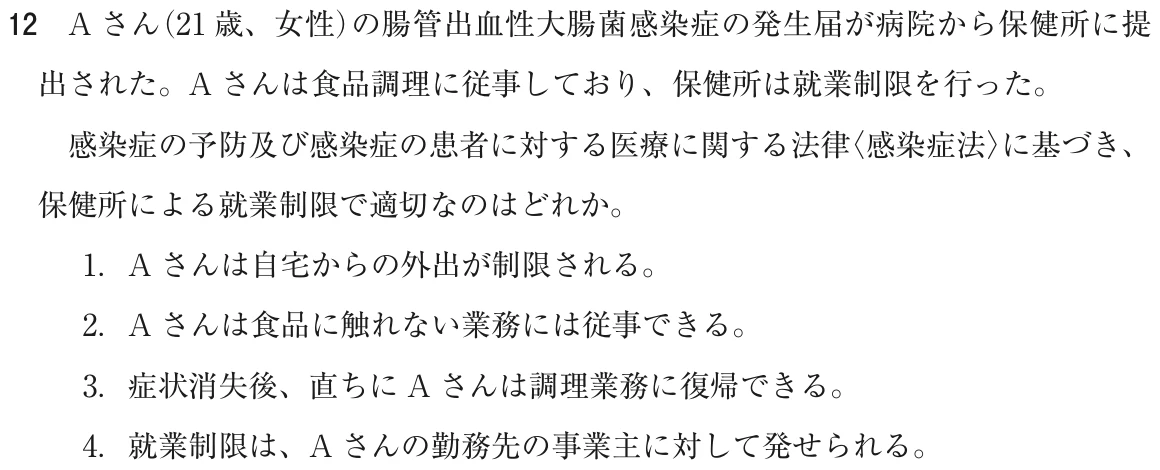 12　Aさん(21歳、女性)の腸管出血性大腸菌感染症の発生届が病院から保健所に提
出された。Aさんは食品調理に従事しており、保健所は就業制限を行った。
感染症の予防及び感染症の患者に対する医療に関する法律〈感染症法〉に基づき、
保健所による就業制限で適切なのはどれか。
1. Aさんは自宅からの外出が制限される。
2. Aさんは食品に触れない業務には従事できる。
3. 症状消失後、直ちにAさんは調理業務に復帰できる。
4. 就業制限は、Aさんの勤務先の事業主に対して発せられる。